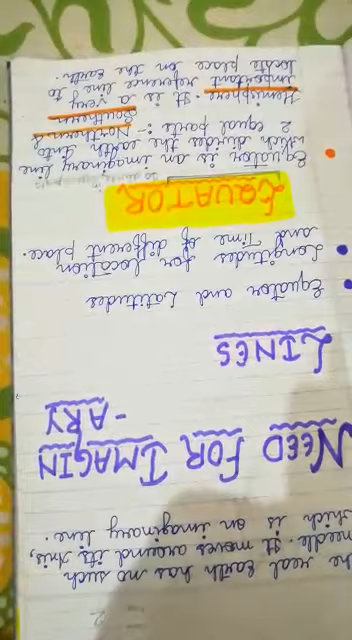 he real Earth has no such
needle. It moves around its Axis,
which is an imaginary line.
NEED FOR IMAGIN
-ARY
LINES
Equator and Latitudes
Longitudes for location
and Time of different place.
EQUATOR
Equator is an imaginary line
which divides the earth into
2 equal parts :- Northern &
Southern
Hemisphere. It is a very
important reference line to
locate place on the Earth.